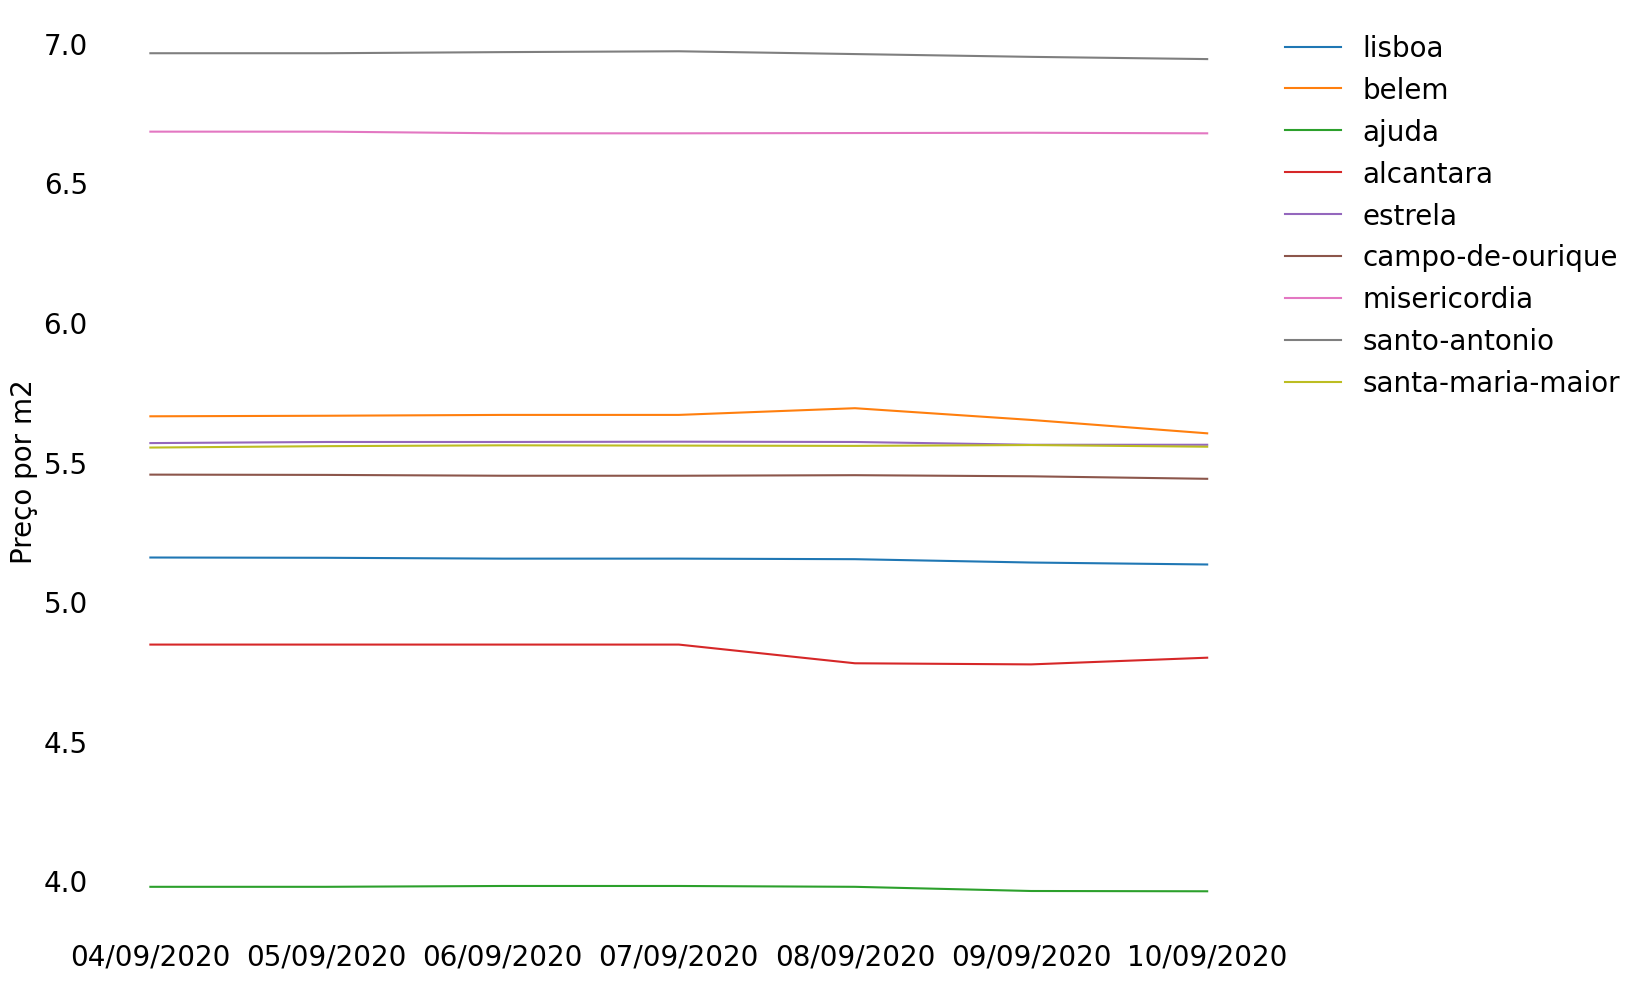 7.0
6.5
6.0
5.5
5.0
4.5
4.0
Preço por m2
04/09/2020 05/09/2020 06/09/2020 07/09/2020 08/09/2020 09/09/2020 10/09/2020
lisboa
belem
ajuda
alcantara
estrela
campo-de-ourique
misericordia
santo-antonio
santa-maria-maior